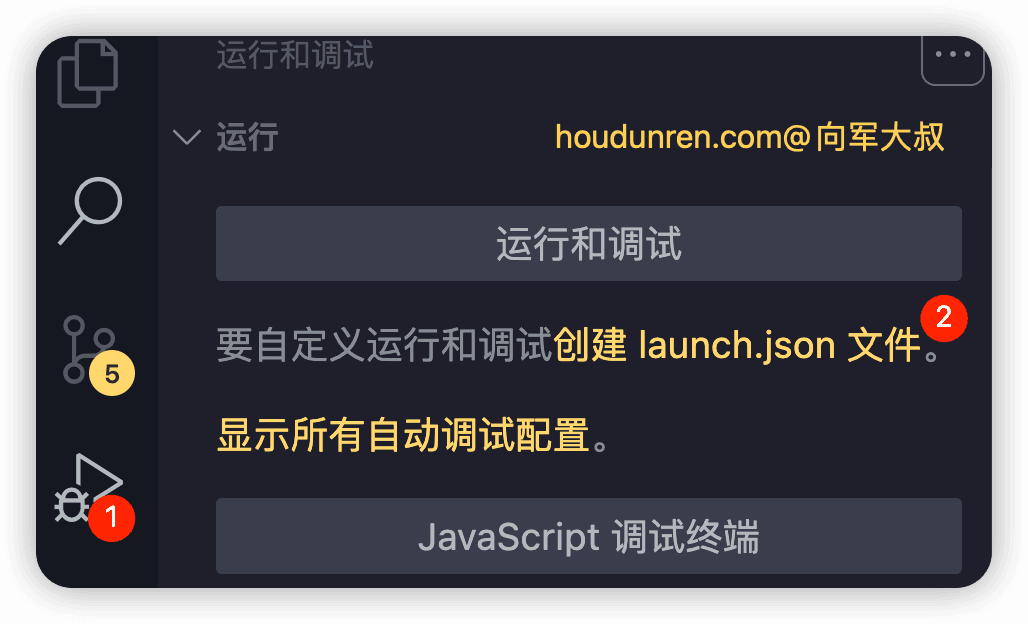 运行和调试
运行
houdunren.com@向军大叔
运行和调试
2
要自定义运行和调试创建 launch.json 文件。
5
显示所有自动调试配置。
1
JavaScript 调试终端